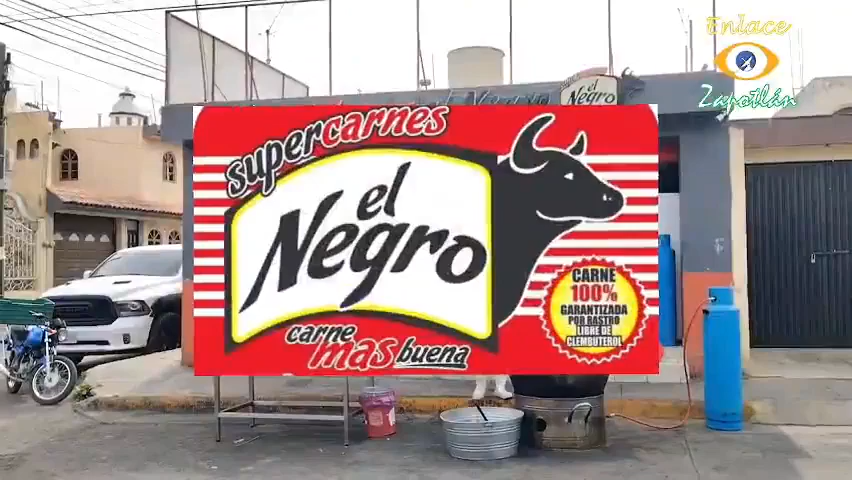 Enlace
Zapotlán
el
Negro
supercarnes
el
Negro
carne
mas buena
CARNE
100%
GARANTIZADA
POR RASTRO
LIBRE DE
CLEMBUTEROL